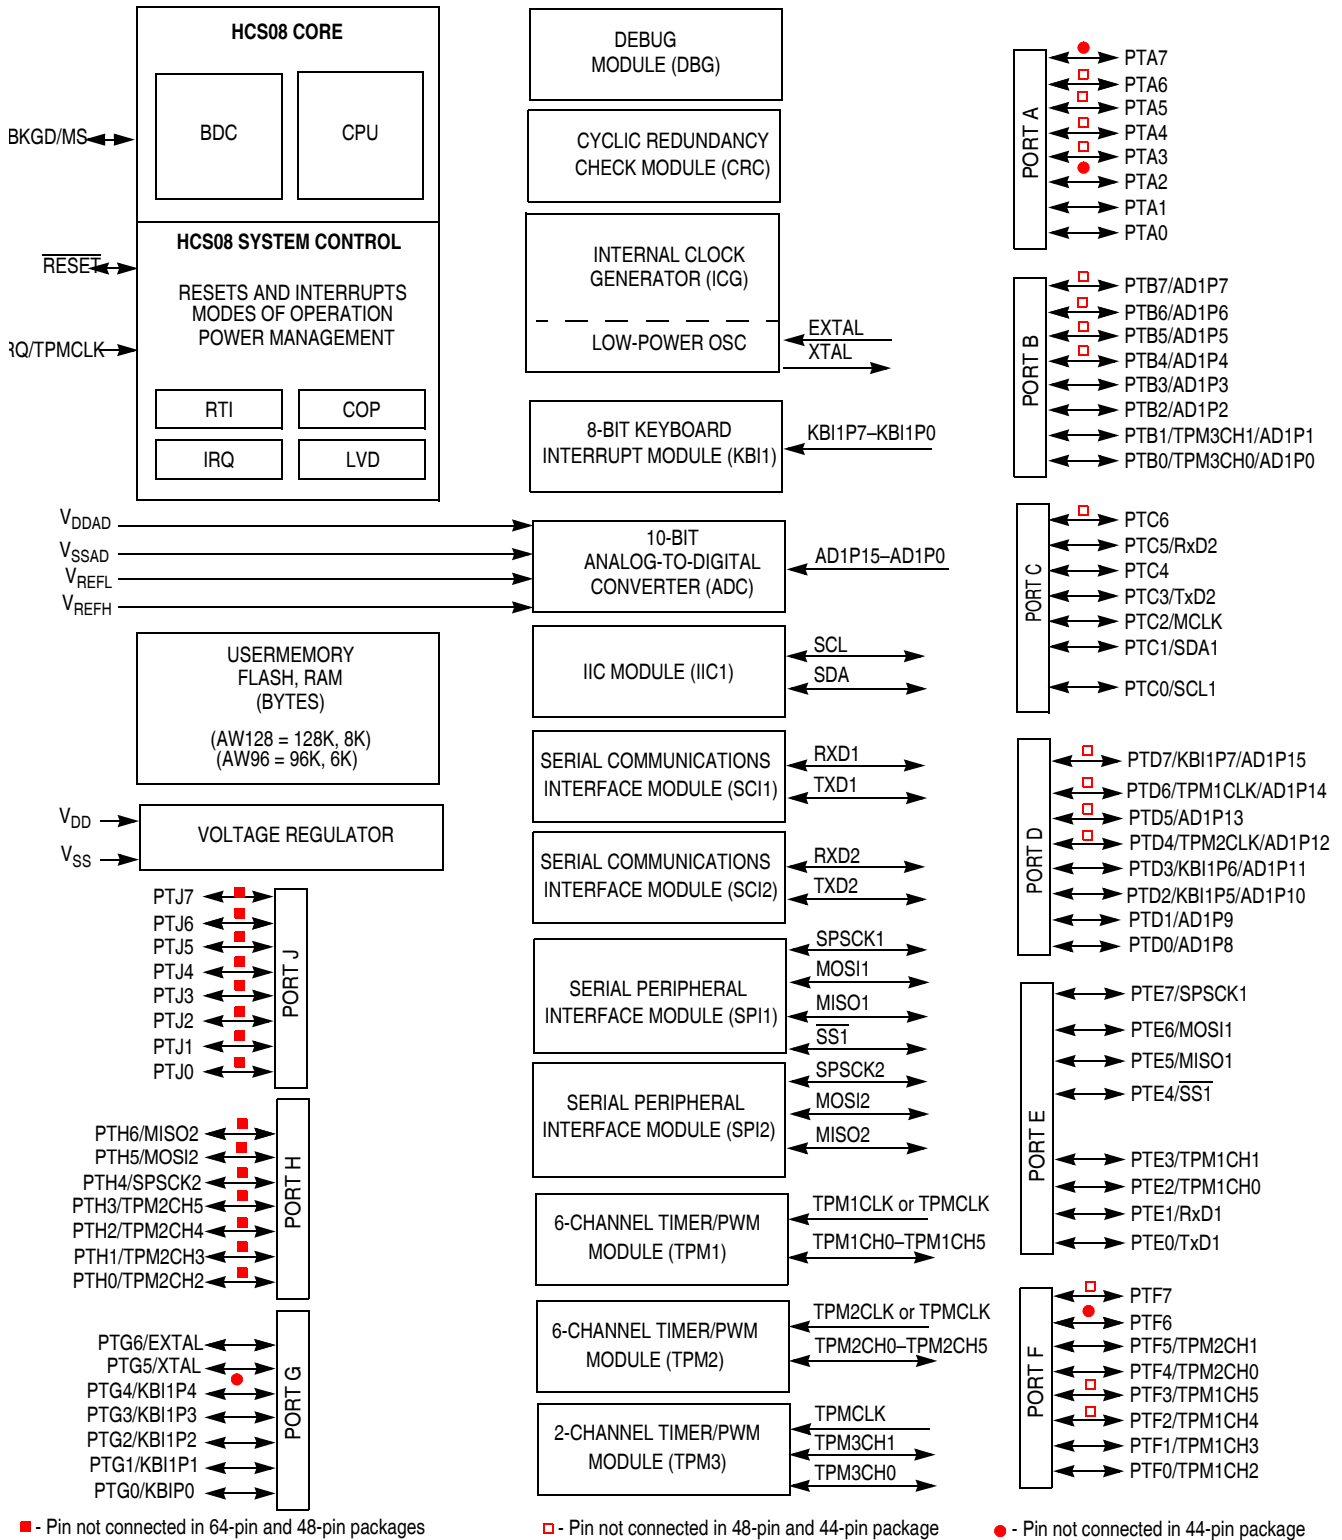 HCS08 CORE
BDC
CPU
BKGD/MS
HCS08 SYSTEM CONTROL
RESET
RESETS AND INTERRUPTS
MODES OF OPERATION
POWER MANAGEMENT
RQ/TPMCLK
RTI
COP
IRQ
LVD
VDDAD
VSSAD
VREFL
VREFH
USERMEMORY
FLASH, RAM
(BYTES)
(AW128 = 128K, 8K)
(AW96 = 96K, 6K)
VDD
VSS
VOLTAGE REGULATOR
PTJ7
PTJ6
PTJ5
PTJ4
PTJ3
PTJ2
PTJ1
PTJ0
PORT J
PTH6/MISO2
PTH5/MOSI2
PTH4/SPSCK2
PTH3/TPM2CH5
PTH2/TPM2CH4
PTH1/TPM2CH3
PTH0/TPM2CH2
PORT H
PTG6/EXTAL
PTG5/XTAL
PTG4/KBI1P4
PTG3/KBI1P3
PTG2/KBI1P2
PTG1/KBI1P1
PTG0/KBIP0
PORT G
DEBUG
MODULE (DBG)
CYCLIC REDUNDANCY
CHECK MODULE (CRC)
INTERNAL CLOCK
GENERATOR (ICG)
LOW-POWER OSC
EXTAL
XTAL
8-BIT KEYBOARD
INTERRUPT MODULE (KBI1)
KBI1P7–KBI1P0
10-BIT
ANALOG-TO-DIGITAL
CONVERTER (ADC)
AD1P15–AD1P0
IIC MODULE (IIC1)
SCL
SDA
SERIAL COMMUNICATIONS
INTERFACE MODULE (SCI1)
RXD1
TXD1
SERIAL COMMUNICATIONS
INTERFACE MODULE (SCI2)
RXD2
TXD2
SERIAL PERIPHERAL
INTERFACE MODULE (SPI1)
SPSCK1
MOSI1
MISO1
SS1
SERIAL PERIPHERAL
INTERFACE MODULE (SPI2)
SPSCK2
MOSI2
MISO2
6-CHANNEL TIMER/PWM
MODULE (TPM1)
TPM1CLK or TPMCLK
TPM1CH0–TPM1CH5
6-CHANNEL TIMER/PWM
MODULE (TPM2)
TPM2CLK or TPMCLK
TPM2CH0–TPM2CH5
2-CHANNEL TIMER/PWM
MODULE (TPM3)
TPMCLK
TPM3CH1
TPM3CH0
PORT A
PTA7
PTA6
PTA5
PTA4
PTA3
PTA2
PTA1
PTA0
PORT B
PTB7/AD1P7
PTB6/AD1P6
PTB5/AD1P5
PTB4/AD1P4
PTB3/AD1P3
PTB2/AD1P2
PTB1/TPM3CH1/AD1P1
PTB0/TPM3CH0/AD1P0
PORT C
PTC6
PTC5/RxD2
PTC4
PTC3/TxD2
PTC2/MCLK
PTC1/SDA1
PTC0/SCL1
PORT D
PTD7/KBI1P7/AD1P15
PTD6/TPM1CLK/AD1P14
PTD5/AD1P13
PTD4/TPM2CLK/AD1P12
PTD3/KBI1P6/AD1P11
PTD2/KBI1P5/AD1P10
PTD1/AD1P9
PTD0/AD1P8
PORT E
PTE7/SPSCK1
PTE6/MOSI1
PTE5/MISO1
PTE4/SS1
PTE3/TPM1CH1
PTE2/TPM1CH0
PTE1/RxD1
PTE0/TxD1
PORT F
PTF7
PTF6
PTF5/TPM2CH1
PTF4/TPM2CH0
PTF3/TPM1CH5
PTF2/TPM1CH4
PTF1/TPM1CH3
PTF0/TPM1CH2
- Pin not connected in 64-pin and 48-pin packages
- Pin not connected in 48-pin and 44-pin package
- Pin not connected in 44-pin package